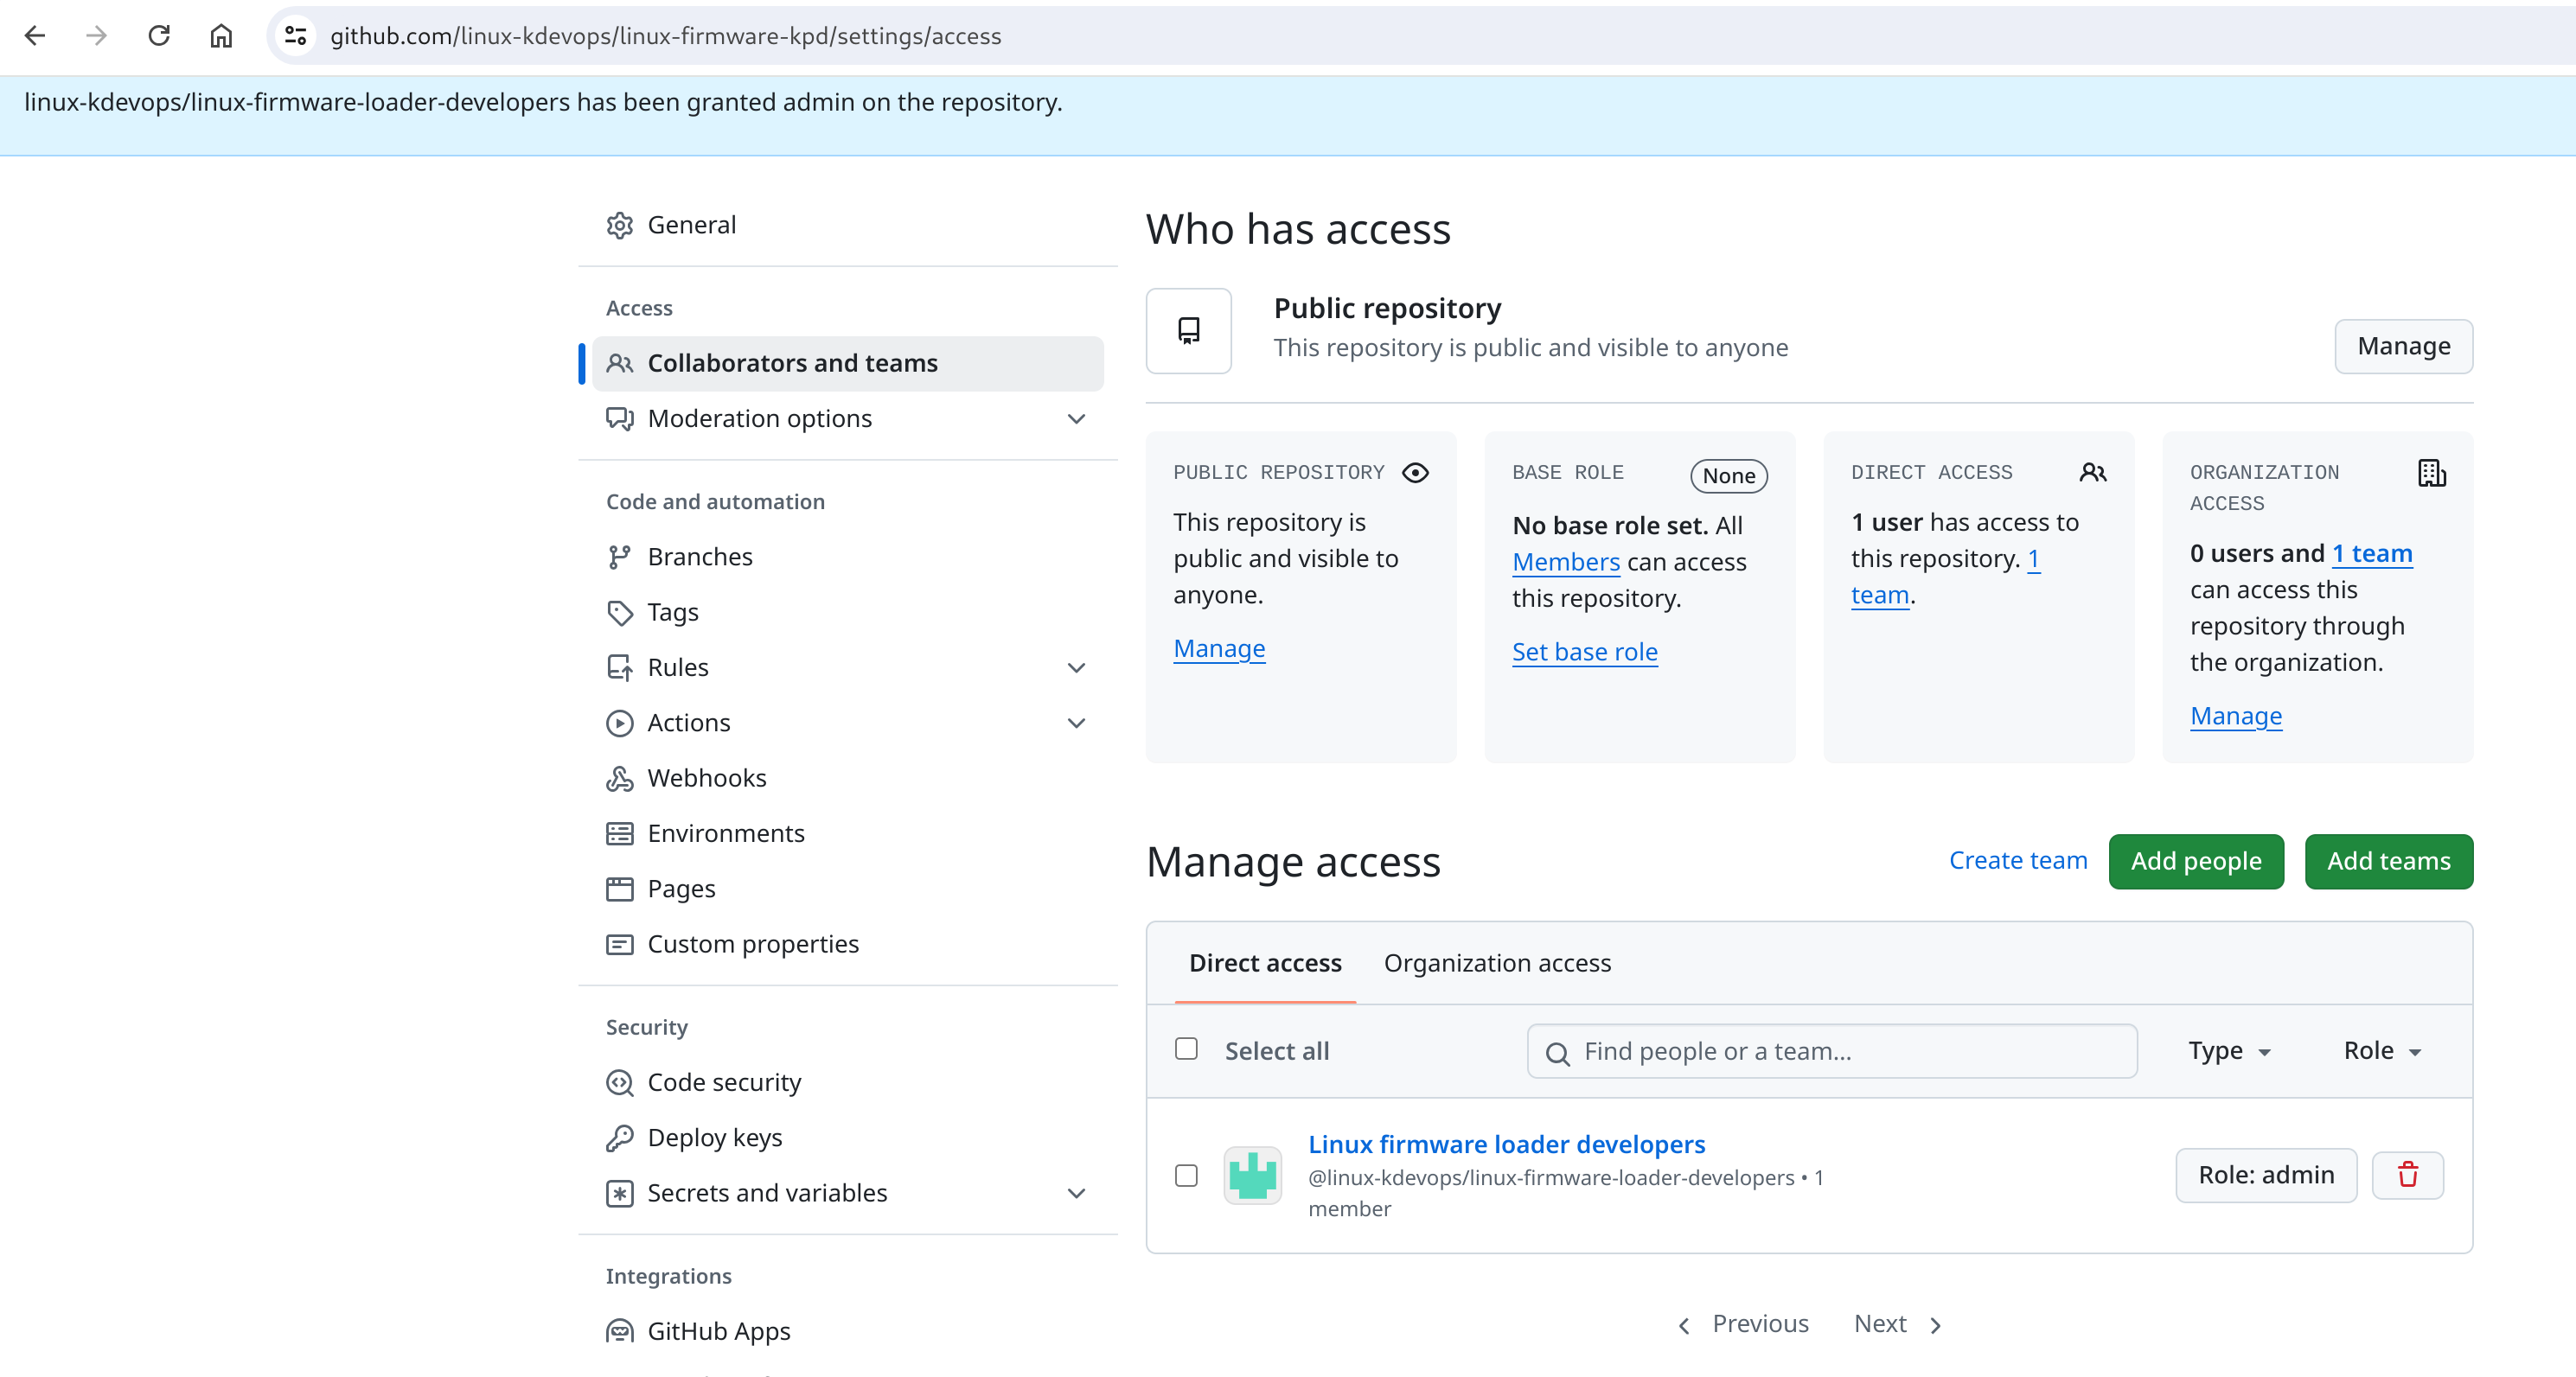 github.com/linux-kdevops/linux-firmware-kpd/settings/access
linux-kdevops/linux-firmware-loader-developers has been granted admin on the repository.
General
Access
Collaborators and teams
Moderation options
Code and automation
Branches
Tags
Rules
Actions
Webhooks
Environments
Pages
Custom properties
Security
Code security
Deploy keys
Secrets and variables
Integrations
GitHub Apps
Who has access
Public repository
This repository is public and visible to anyone
Manage
PUBLIC REPOSITORY
This repository is
public and visible to
anyone.
Manage
BASE ROLE
None
No base role set. All
Members can access
this repository.
Set base role
DIRECT ACCESS
1 user has access to
this repository. 1
team.
ORGANIZATION
ACCESS
0 users and 1 team
can access this
repository through
the organization.
Manage
Manage access
Create team
Add people
Add teams
Direct access
Organization access
Select all
Find people or a team...
Type
Role
Linux firmware loader developers
@linux-kdevops/linux-firmware-loader-developers • 1
member
Role: admin
Previous
Next